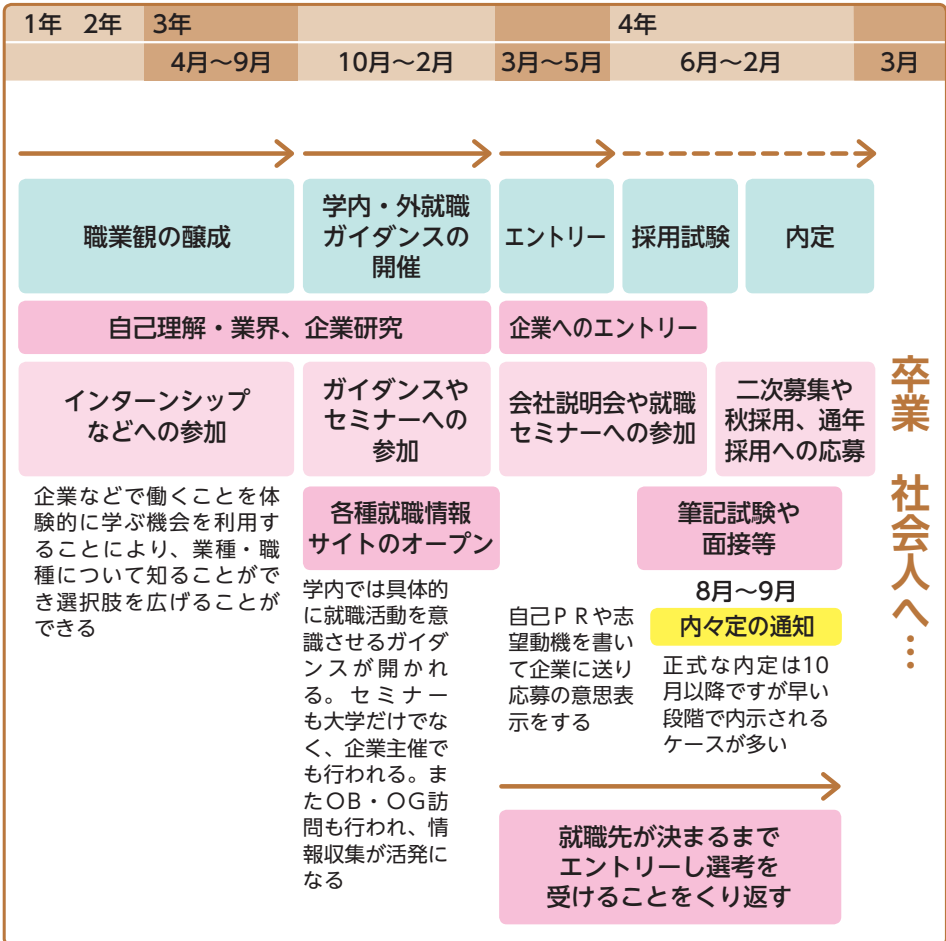 1年 2年 3年 4年
4月～9月 10月～2月 3月～5月 6月～2月 3月
職業観の醸成
学内・外就職
ガイダンスの
開催
エントリー
採用試験
内定
自己理解・業界、企業研究
企業へのエントリー
インターンシップ
などへの参加
ガイダンスや
セミナーへの
参加
会社説明会や就職
セミナーへの参加
二次募集や
秋採用、通年
採用への応募
企業などで働くことを体
験的に学ぶ機会を利用す
ることにより、業種・職
種について知ることがで
き選択肢を広げることが
できる
各種就職情報
サイトのオープン
学内では具体的
に就職活動を意
識させるガイダ
ンスが開かれ
る。セミナー
も大学だけでな
く、企業主催で
も行われる。ま
たOB・OG訪
問も行われ、情
報収集が活発に
なる
自己ＰＲや志
望動機を書い
て企業に送り
応募の意思表
示をする
筆記試験や
面接等
8月～9月
内々定の通知
正式な内定は10
月以降ですが早い
段階で内示される
ケースが多い
就職先が決まるまで
エントリーし選考を
受けることをくり返す
卒業 社会人へ…